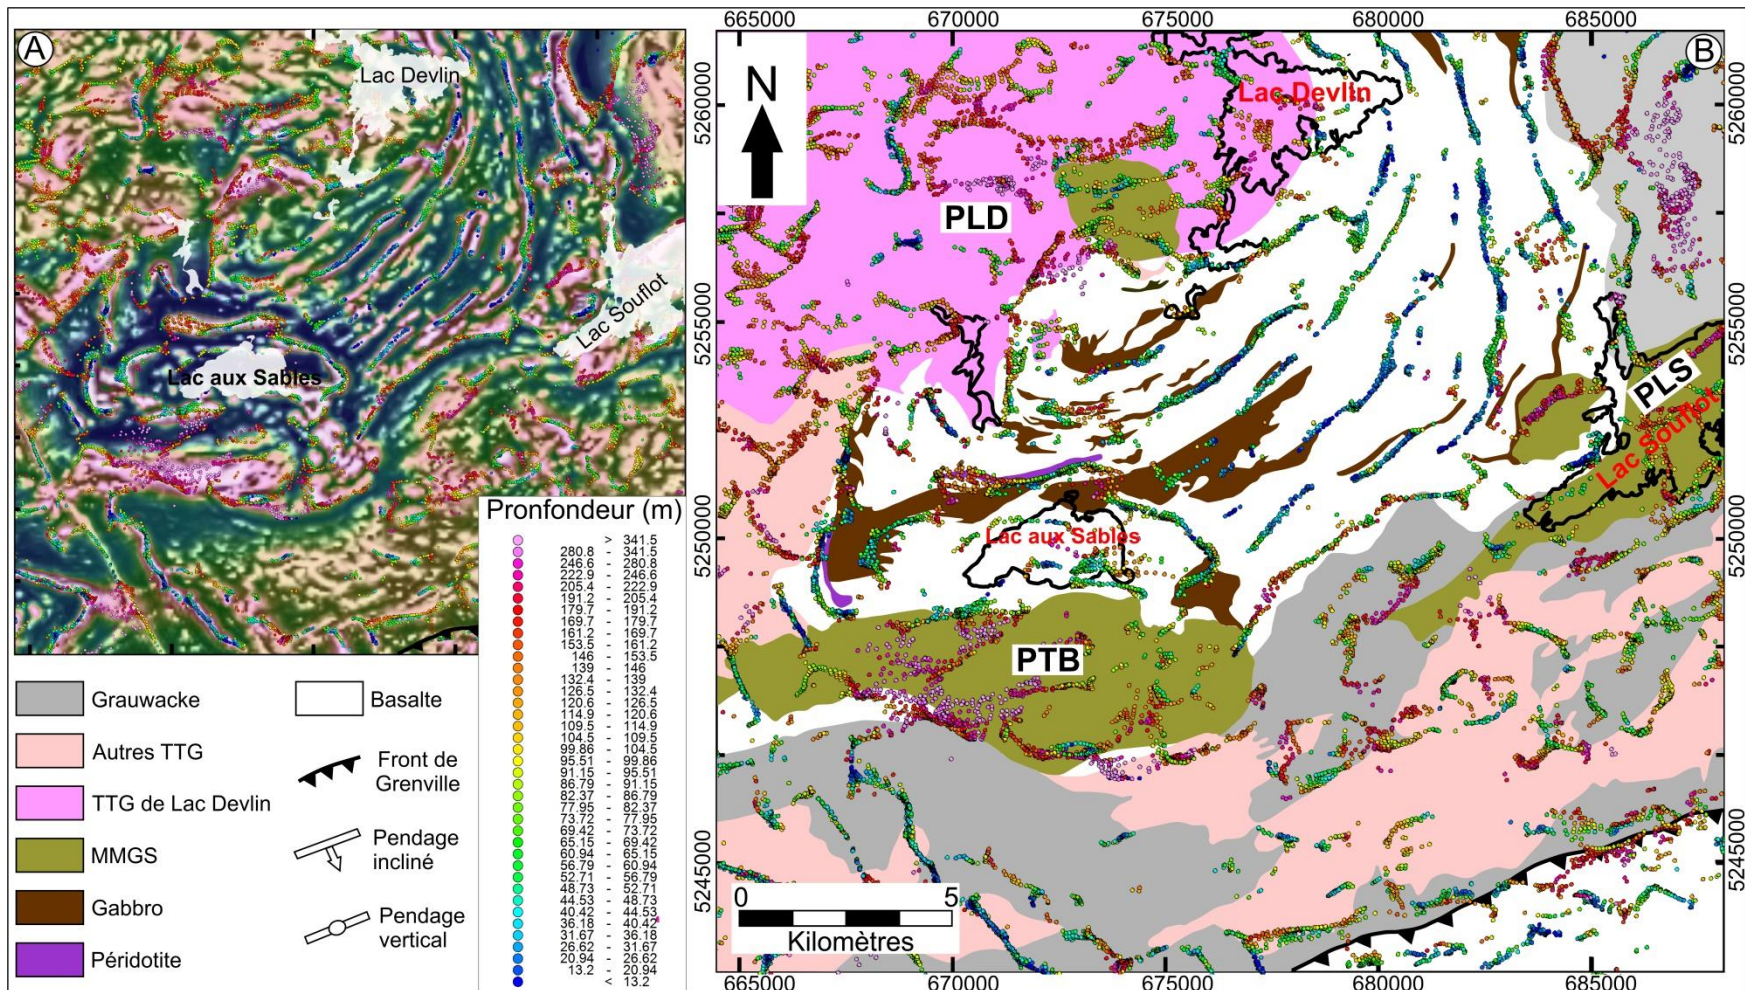 A
Lac Devlin
Lac Souflot
Lac aux Sables
Pronfondeur (m)
> 341.5
280.8 - 341.5
246.6 - 280.8
222.9 - 246.6
205.4 - 222.9
191.2 - 205.4
179.7 - 191.2
169.7 - 179.7
161.2 - 169.7
153.5 - 161.2
146 - 153.5
139 - 146
132.4 - 139
126.5 - 132.4
120.6 - 126.5
114.9 - 120.6
109.5 - 114.9
104.5 - 109.5
99.86 - 104.5
95.51 - 99.86
91.15 - 95.51
86.79 - 91.15
82.37 - 86.79
77.95 - 82.37
73.72 - 77.95
69.42 - 73.72
65.15 - 69.42
60.94 - 65.15
56.79 - 60.94
52.71 - 56.79
48.73 - 52.71
44.53 - 48.73
40.42 - 44.53
36.18 - 40.42
31.67 - 36.18
26.62 - 31.67
20.94 - 26.62
13.2 - 20.94
< 13.2
Grauwacke
Autres TTG
TTG de Lac Devlin
MMGS
Gabbro
Péridotite
Basalte
Front de
Grenville
Pendage
incliné
Pendage
vertical
665000 670000 675000 680000 685000
B
N
Lac Devlin
PLD
PLS
Lac Souflot
Lac aux Sables
PTB
5260000
5255000
5250000
5245000
5260000
5255000
5250000
5245000
0 5
Kilomètres
665000 670000 675000 680000 685000